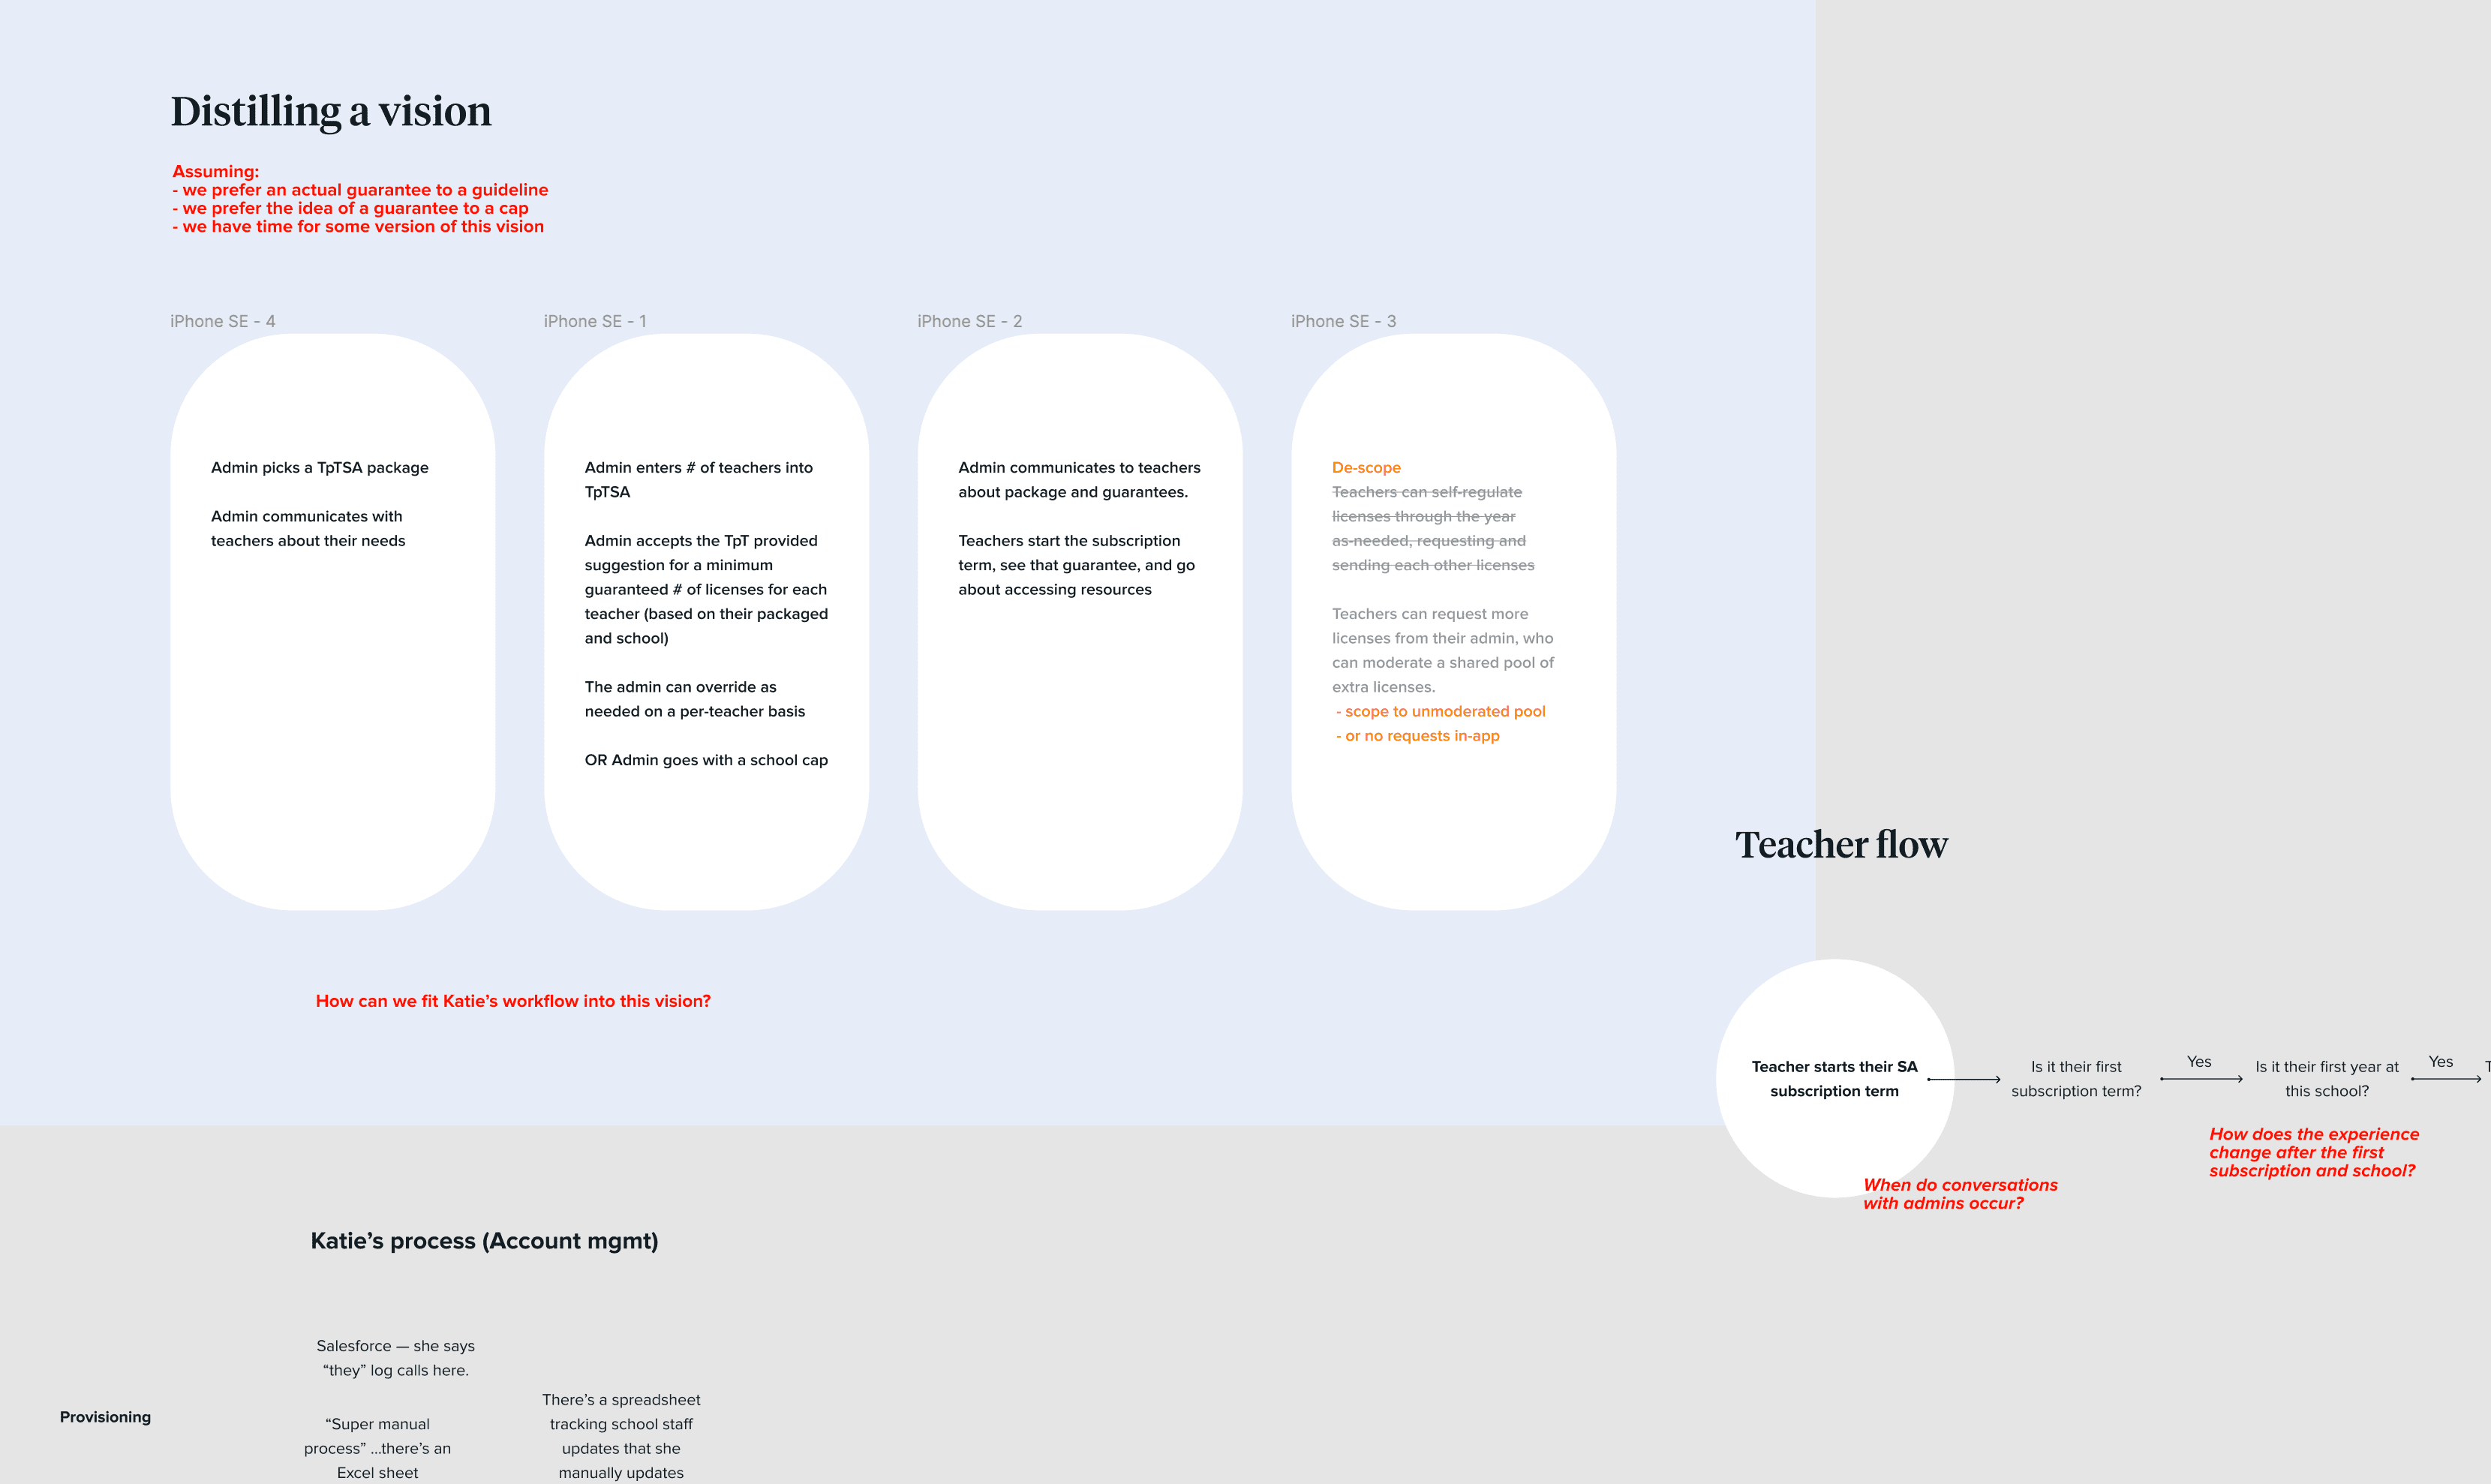 Distilling a vision
Assuming:
- we prefer an actual guarantee to a guideline
- we prefer the idea of a guarantee to a cap
- we have time for some version of this vision
iPhone SE - 4
Admin picks a TpTSA package
Admin communicates with
teachers about their needs
iPhone SE - 1
Admin enters # of teachers into
TpTSA
Admin accepts the TpT provided
suggestion for a minimum
guaranteed # of licenses for each
teacher (based on their packaged
and school)
The admin can override as
needed on a per-teacher basis
OR Admin goes with a school cap
iPhone SE - 2
Admin communicates to teachers
about package and guarantees.
Teachers start the subscription
term, see that guarantee, and go
about accessing resources
iPhone SE - 3
De-scope
Teachers can self-regulate
licenses through the year
as-needed, requesting and
sending each other licenses
Teachers can request more
licenses from their admin, who
can moderate a shared pool of
extra licenses.
- scope to unmoderated pool
- or no requests in-app
How can we fit Katie’s workflow into this vision?
Teacher flow
Teacher starts their SA
subscription term
Is it their first
subscription term?
Yes
Is it their first year at
this school?
Yes
When do conversations
with admins occur?
How does the experience
change after the first
subscription and school?
Katie’s process (Account mgmt)
Provisioning
Salesforce — she says
“they” log calls here.
“Super manual
process” ...there’s an
Excel sheet
There’s a spreadsheet
tracking school staff
updates that she
manually updates